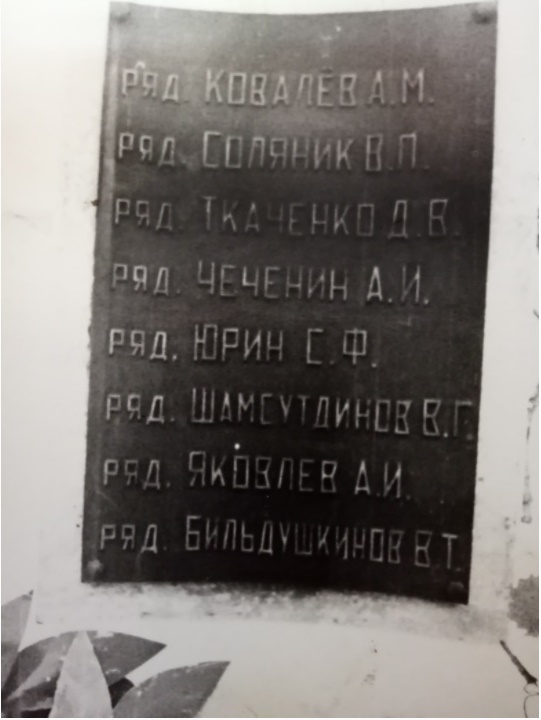 ряд. Ковалёв А.М.
ряд. Соляник В.П.
ряд. Ткаченко Д.В.
ряд. Чеченин А.И.
ряд. Юрин С.Ф.
ряд. Шамсутдинов В.Г.
ряд. Яковлев А.И.
ряд. Бильдушкинов В.Т.